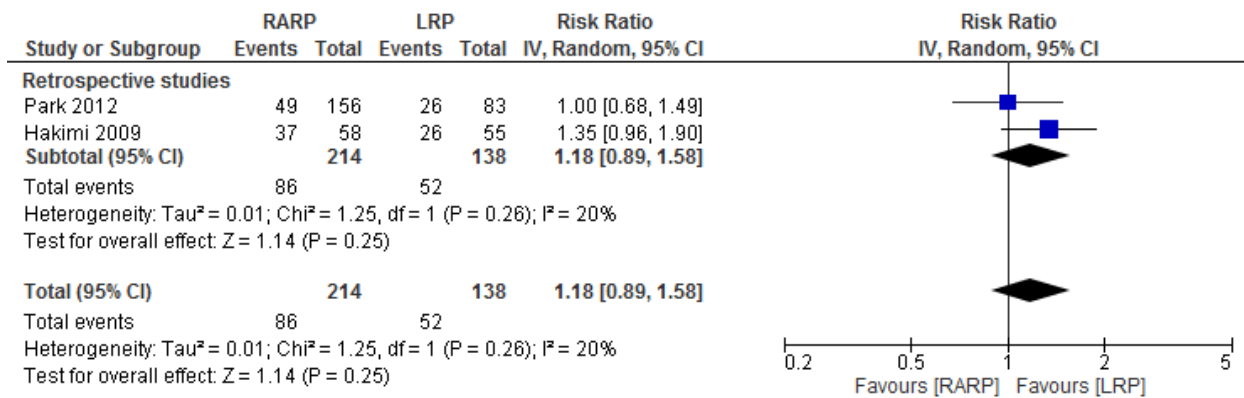 RARP LRP Risk Ratio Risk Ratio
Study or Subgroup Events Total Events Total IV, Random, 95% CI IV, Random, 95% CI
Retrospective studies
Park 2012 49 156 26 83 1.00 [0.68, 1.49]
Hakimi 2009 37 58 26 55 1.35 [0.96, 1.90]
Subtotal (95% CI) 214 138 1.18 [0.89, 1.58]
Total events 86 52
Heterogeneity: Tau² = 0.01; Chi² = 1.25, df = 1 (P = 0.26); I² = 20%
Test for overall effect: Z = 1.14 (P = 0.25)
Total (95% CI) 214 138 1.18 [0.89, 1.58]
Total events 86 52
Heterogeneity: Tau² = 0.01; Chi² = 1.25, df = 1 (P = 0.26); I² = 20%
Test for overall effect: Z = 1.14 (P = 0.25)
0.2 0.5 1 2 5
Favours [RARP] Favours [LRP]